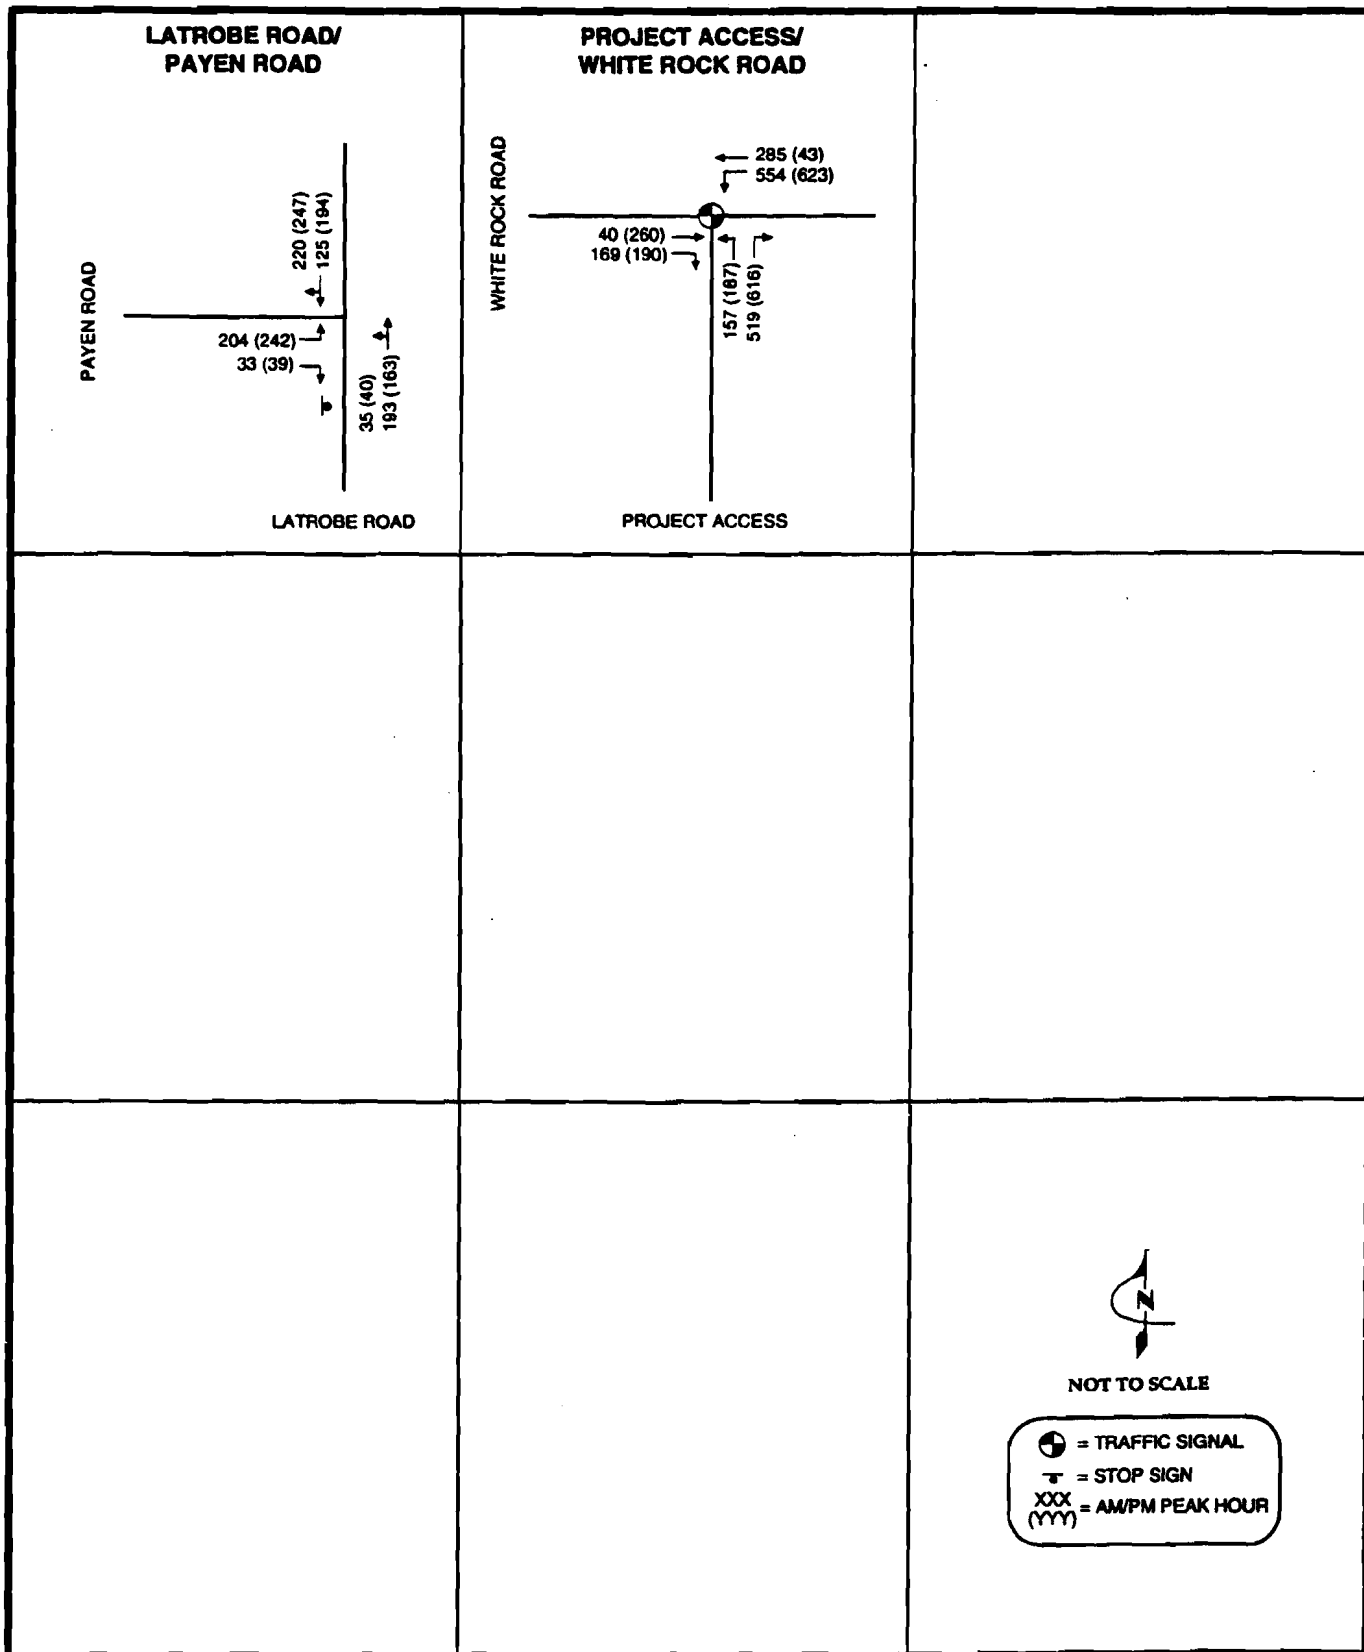 LATROBE ROAD/
PAYEN ROAD
220 (247)
125 (194)
PAYEN ROAD
204 (242)
33 (39)
35 (40)
193 (163)
LATROBE ROAD
PROJECT ACCESS/
WHITE ROCK ROAD
WHITE ROCK ROAD
285 (43)
554 (623)
40 (260)
169 (190)
157 (187)
519 (616)
PROJECT ACCESS
N
NOT TO SCALE
= TRAFFIC SIGNAL
= STOP SIGN
XXX
(YYY) = AM/PM PEAK HOUR